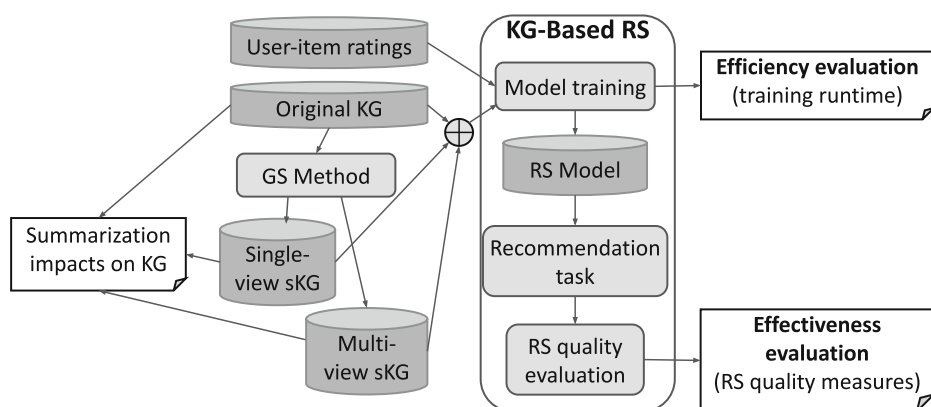 User-item ratings
Original KG
GS Method
Single-
view sKG
Multi-
view sKG
Summarization
impacts on KG
KG-Based RS
Model training
RS Model
Recommendation
task
RS quality
evaluation
Efficiency evaluation
(training runtime)
Effectiveness
evaluation
(RS quality measures)